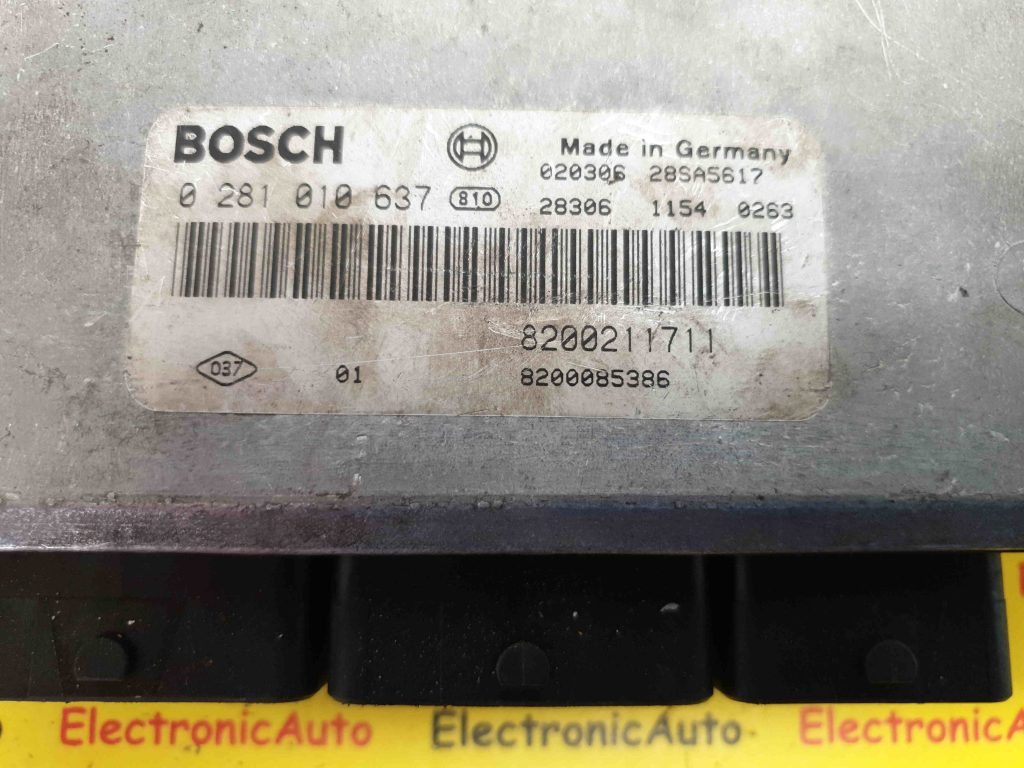 BOSCH
Made in Germany
020306 28SA5617
0 281 010 637 810
28306 1154 0263
8200211711
037 01 8200085386
ElectronicAuto ElectronicAuto ElectronicAuto